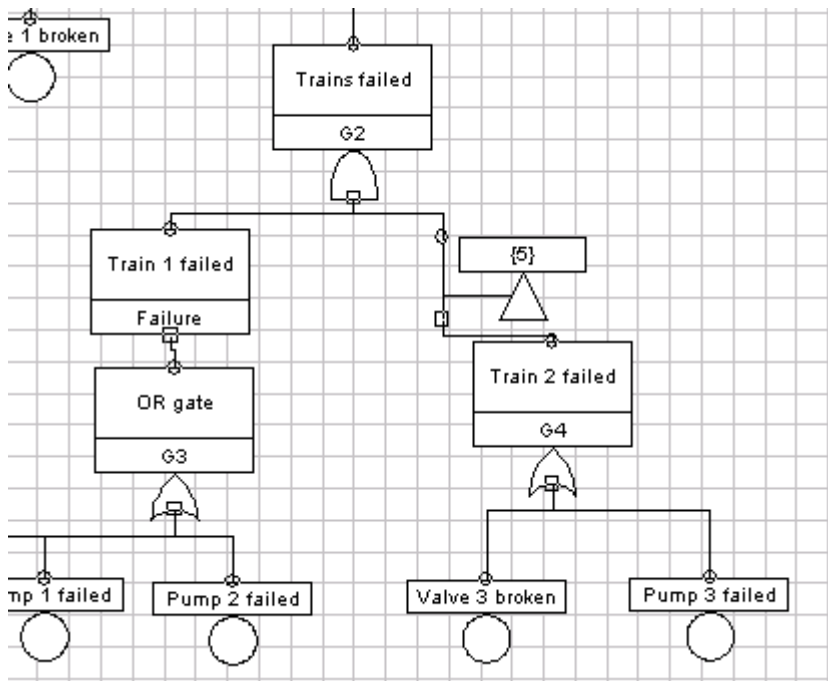 e 1 broken
Trains failed
G2
Train 1 failed
Failure
{5}
OR gate
G3
Train 2 failed
G4
mp 1 failed
Pump 2 failed
Valve 3 broken
Pump 3 failed